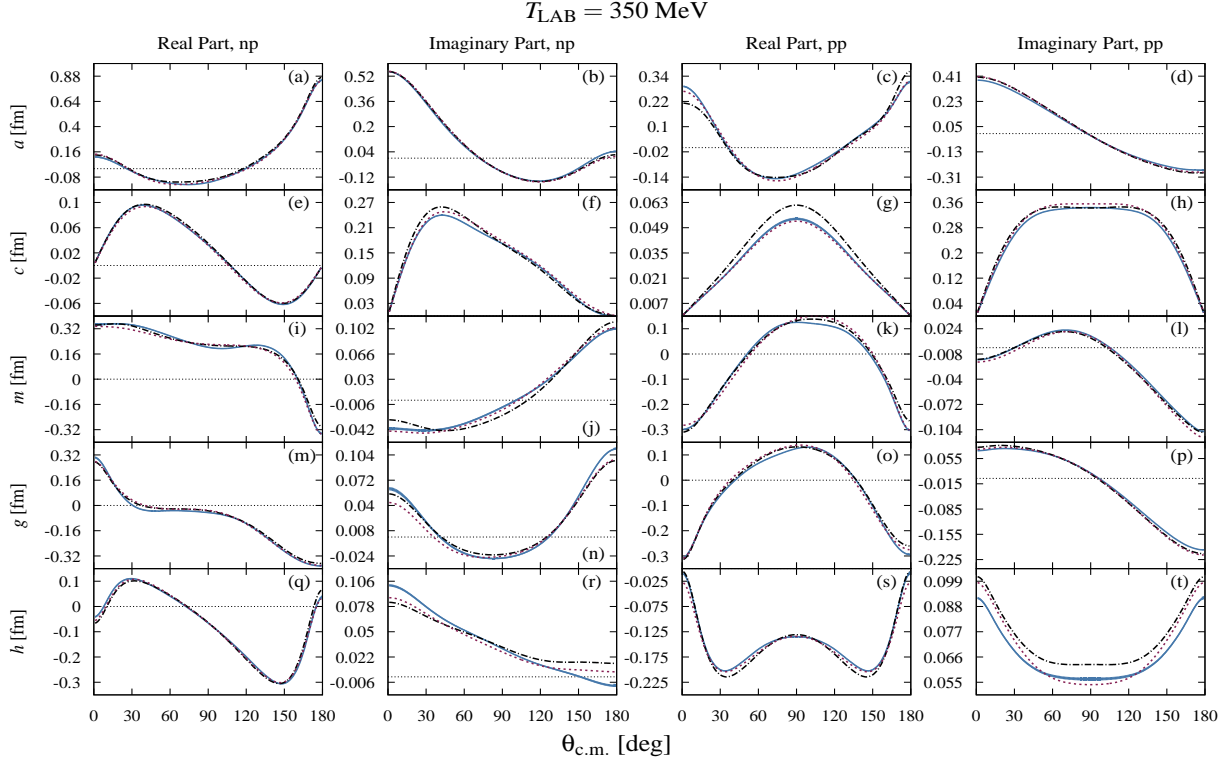 T_LAB = 350 MeV
Real Part, np Imaginary Part, np Real Part, pp Imaginary Part, pp
a [fm] 0.88 0.64 0.4 0.16 -0.08 (a) 0.52 0.36 0.2 0.04 -0.12 (b) 0.34 0.22 0.1 -0.02 -0.14 (c) 0.41 0.23 0.05 -0.13 -0.31 (d)
c [fm] 0.1 0.06 0.02 -0.02 -0.06 (e) 0.27 0.21 0.15 0.09 0.03 (f) 0.063 0.049 0.035 0.021 0.007 (g) 0.36 0.28 0.2 0.12 0.04 (h)
m [fm] 0.32 0.16 0 -0.16 -0.32 (i) 0.102 0.066 0.03 -0.006 -0.042 (j) 0.1 0 -0.1 -0.2 -0.3 (k) 0.024 -0.008 -0.04 -0.072 -0.104 (l)
g [fm] 0.32 0.16 0 -0.16 -0.32 (m) 0.104 0.072 0.04 0.008 -0.024 (n) 0.1 0 -0.1 -0.2 -0.3 (o) 0.055 -0.015 -0.085 -0.155 -0.225 (p)
h [fm] 0.1 0 -0.1 -0.2 -0.3 (q) 0.106 0.078 0.05 0.022 -0.006 (r) -0.025 -0.075 -0.125 -0.175 -0.225 (s) 0.099 0.088 0.077 0.066 0.055 (t)
0 30 60 90 120 150 180 0 30 60 90 120 150 180 0 30 60 90 120 150 180 0 30 60 90 120 150 180
θ_c.m. [deg]